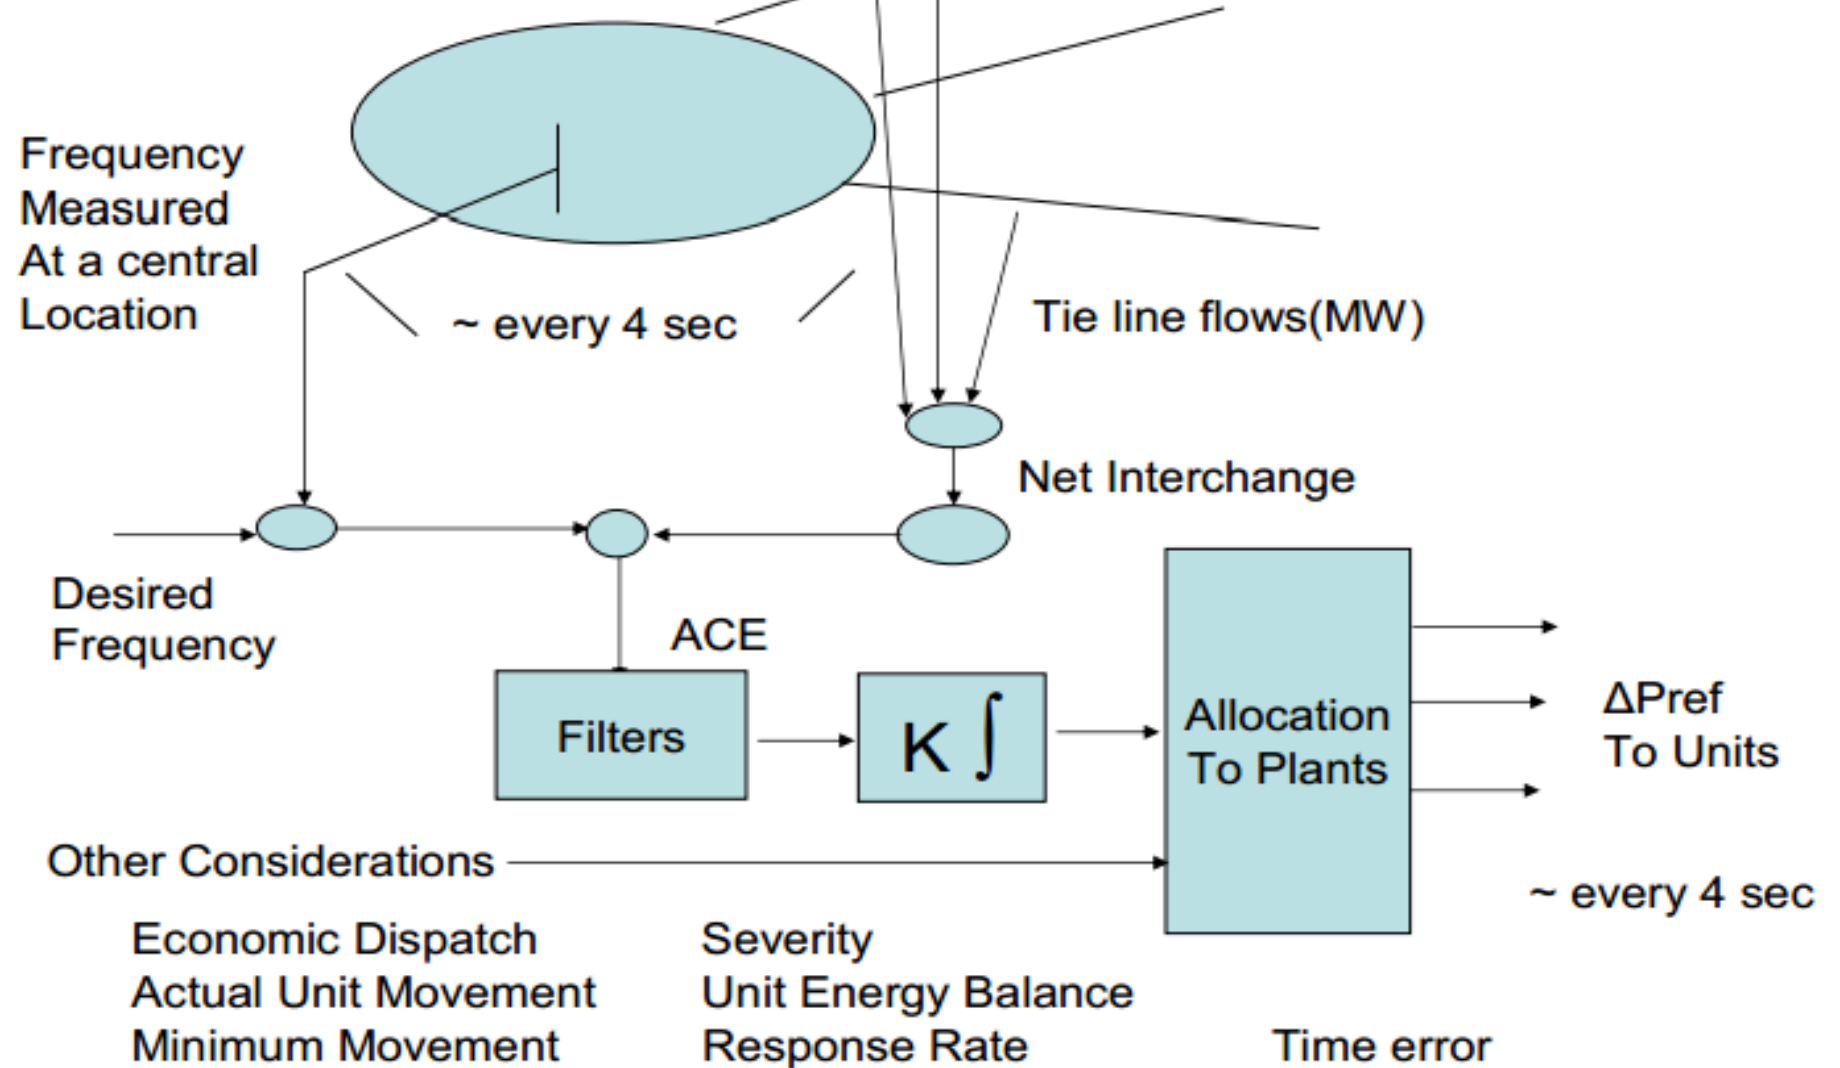 Frequency
Measured
At a central
Location
~ every 4 sec
Tie line flows(MW)
Net Interchange
Desired
Frequency
ACE
Filters
K ∫
Allocation
To Plants
ΔPref
To Units
Other Considerations
~ every 4 sec
Economic Dispatch
Severity
Actual Unit Movement
Unit Energy Balance
Minimum Movement
Response Rate
Time error